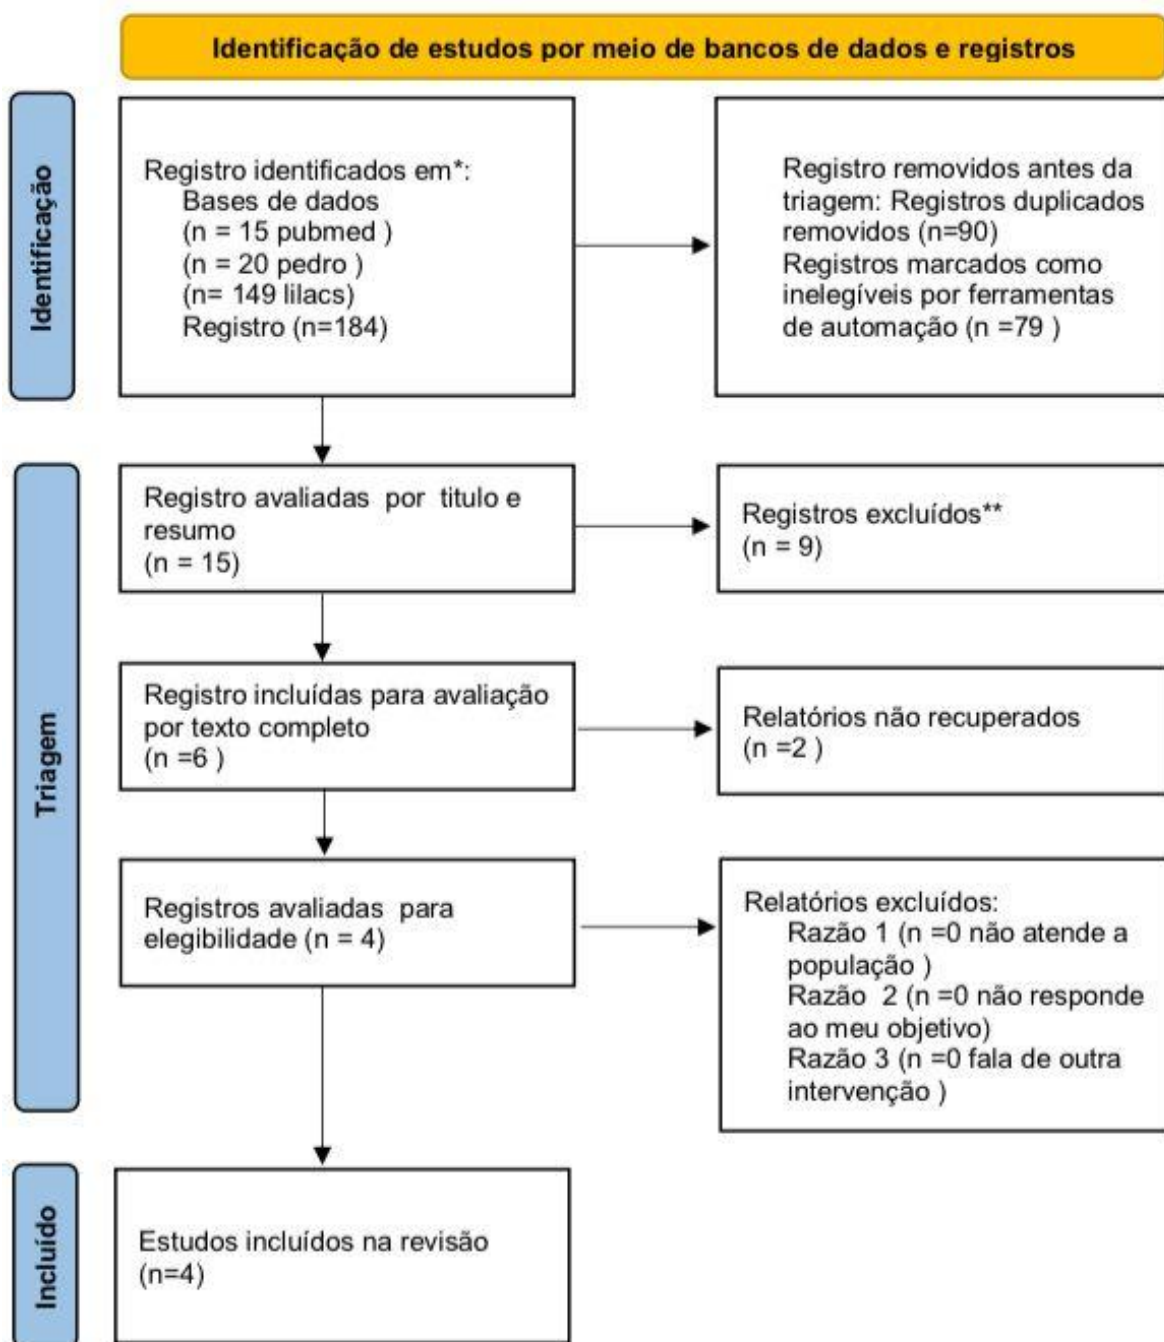 Identificação de estudos por meio de bancos de dados e registros
Identificação
Registro identificados em*:
Bases de dados
(n = 15 pubmed )
(n = 20 pedro )
(n= 149 lilacs)
Registro (n=184)
Registro removidos antes da
triagem: Registros duplicados
removidos (n=90)
Registros marcados como
inelegíveis por ferramentas
de automação (n =79 )
Triagem
Registro avaliadas  por  titulo e
resumo
(n = 15)
Registros excluídos**
(n = 9)
Registro incluídas para avaliação
por texto completo
(n =6 )
Relatórios não recuperados
(n =2 )
Registros avaliadas  para
elegibilidade (n = 4)
Relatórios excluídos:
Razão 1 (n =0 não atende a
população )
Razão  2 (n =0 não responde
ao meu objetivo)
Razão 3 (n =0 fala de outra
intervenção )
Incluído
Estudos incluídos na revisão
(n=4)